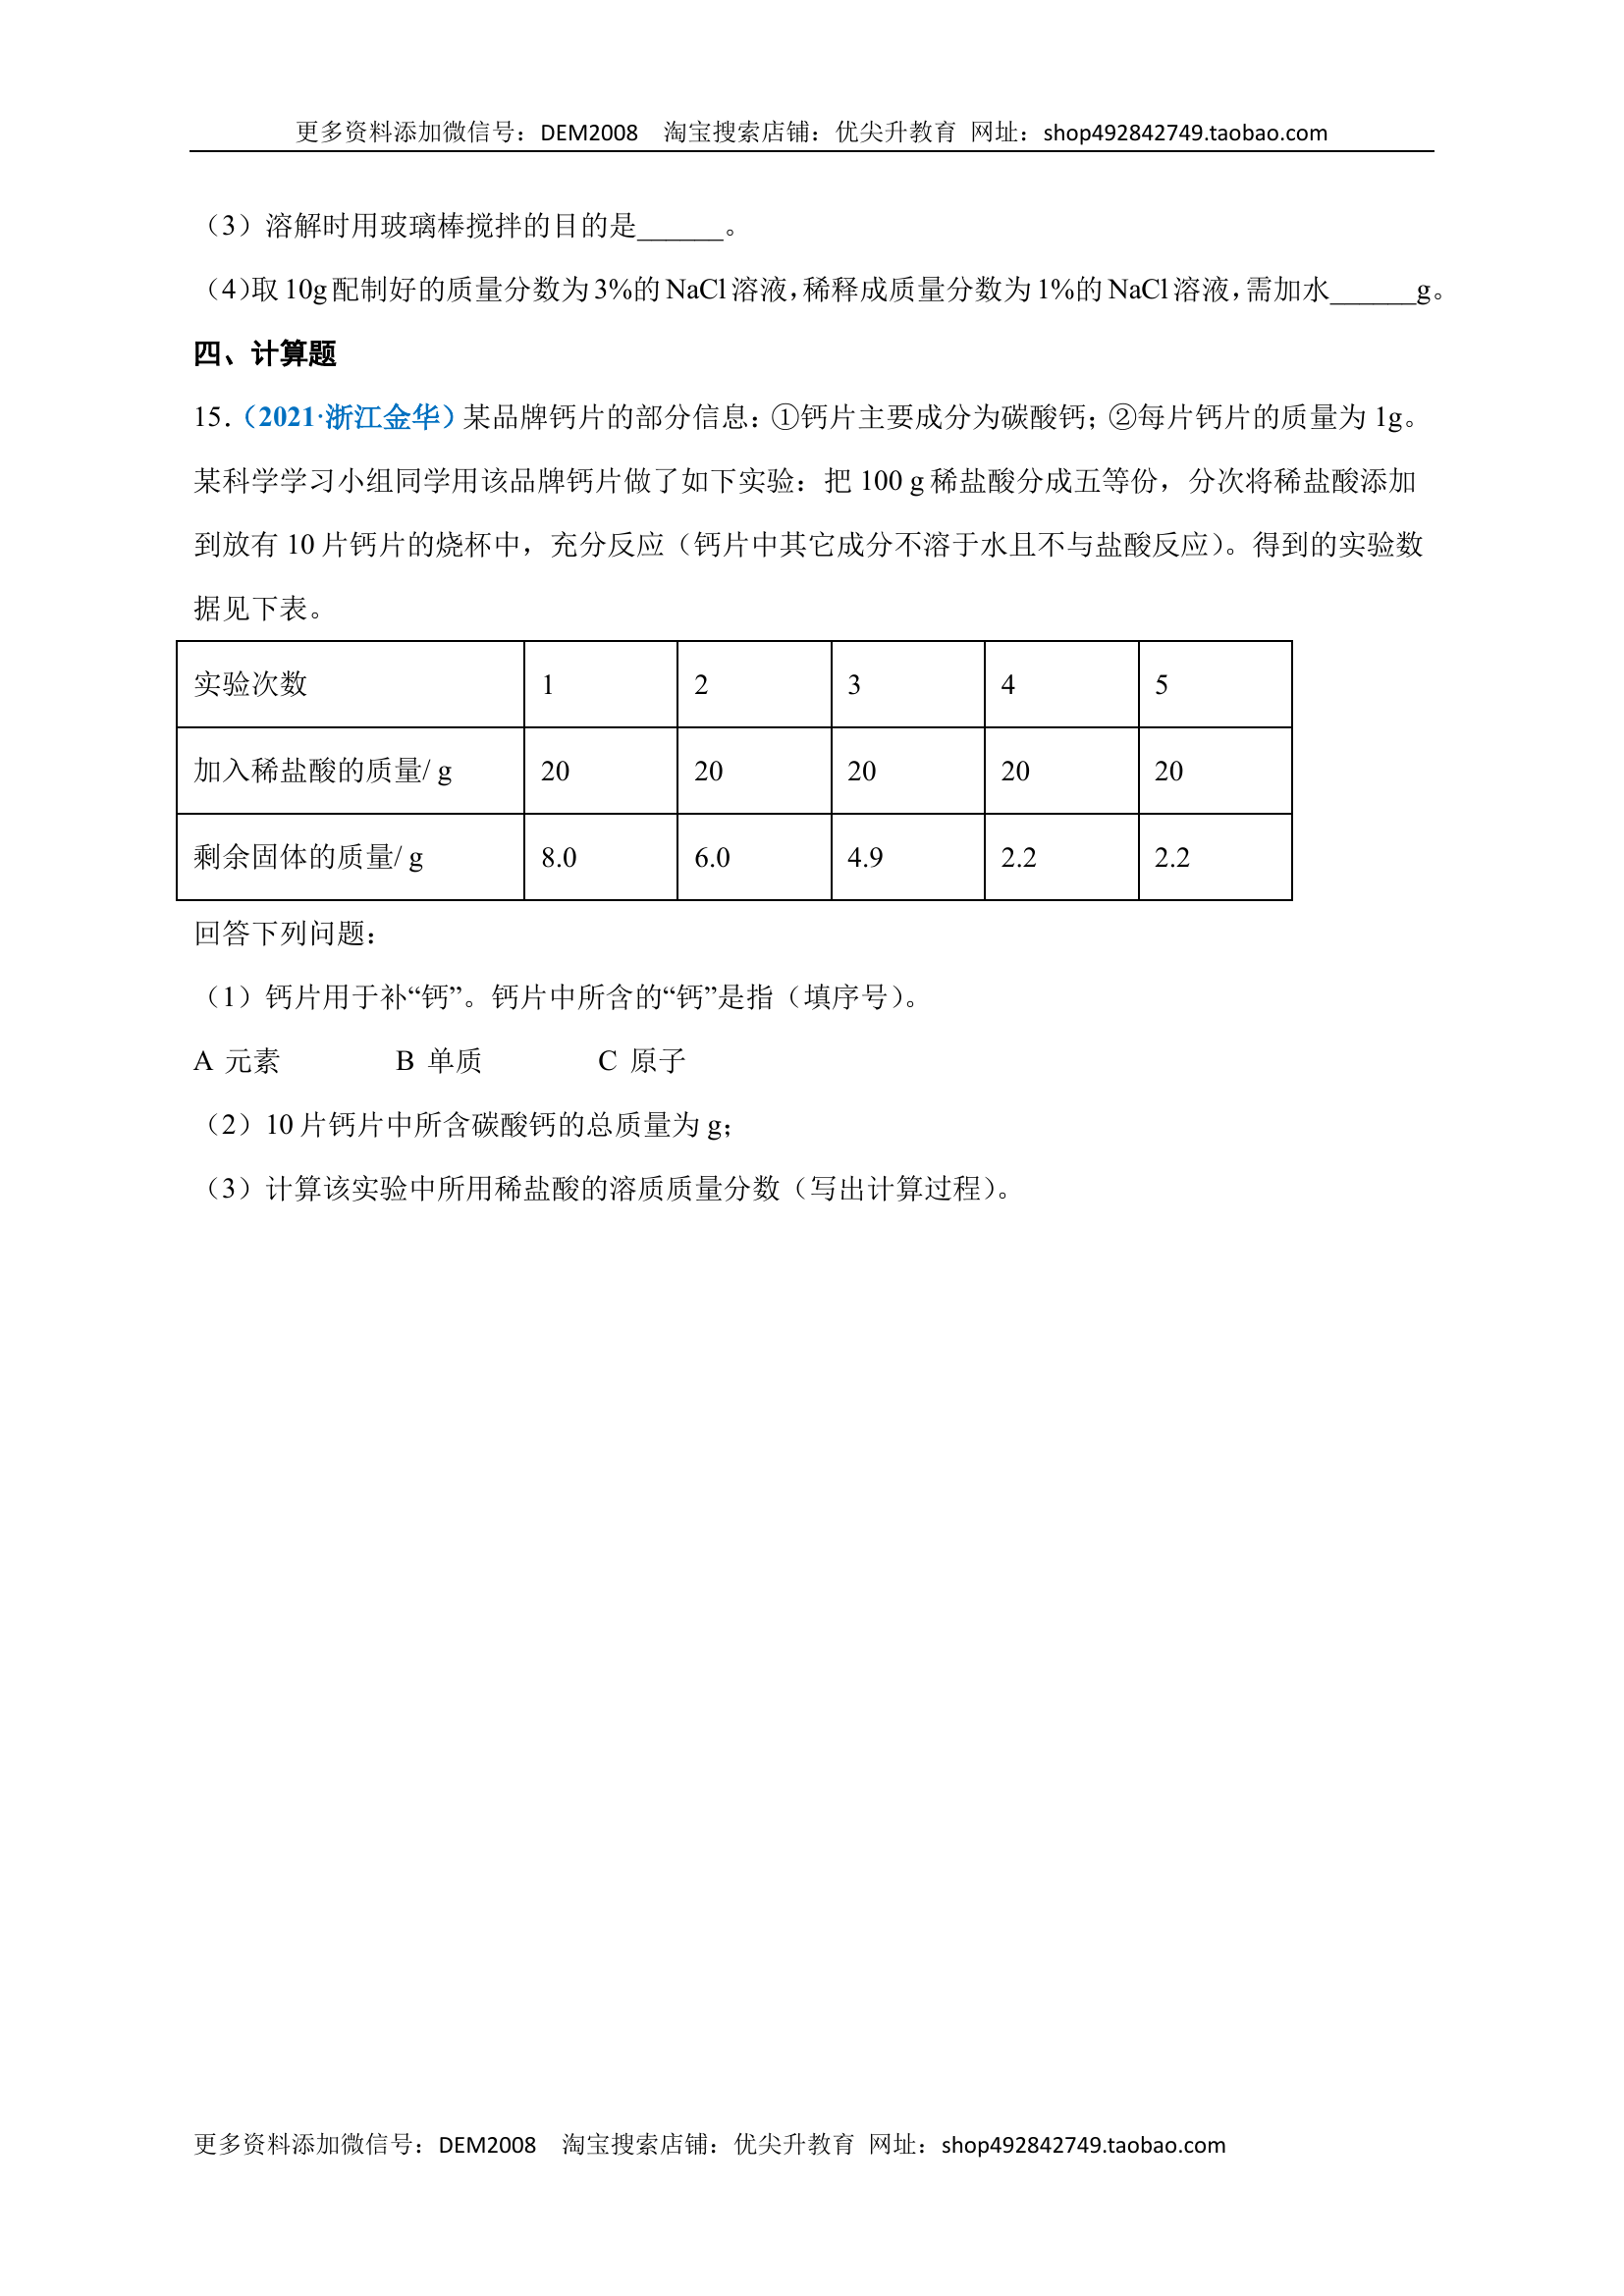 更多资料添加微信号：DEM2008 淘宝搜索店铺：优尖升教育 网址：shop492842749.taobao.com
（3）溶解时用玻璃棒搅拌的目的是______。
（4）取 10g 配制好的质量分数为 3%的 NaCl 溶液，稀释成质量分数为 1%的 NaCl 溶液，需加水______g。
四、计算题
15．（2021·浙江金华）某品牌钙片的部分信息：①钙片主要成分为碳酸钙；②每片钙片的质量为 1g。
某科学学习小组同学用该品牌钙片做了如下实验：把 100 g 稀盐酸分成五等份，分次将稀盐酸添加
到放有 10 片钙片的烧杯中，充分反应（钙片中其它成分不溶于水且不与盐酸反应）。得到的实验数
据见下表。
实验次数 1 2 3 4 5
加入稀盐酸的质量/ g 20 20 20 20 20
剩余固体的质量/ g 8.0 6.0 4.9 2.2 2.2
回答下列问题：
（1）钙片用于补“钙”。钙片中所含的“钙”是指（填序号）。
A 元素 B 单质 C 原子
（2）10 片钙片中所含碳酸钙的总质量为 g；
（3）计算该实验中所用稀盐酸的溶质质量分数（写出计算过程）。
更多资料添加微信号：DEM2008 淘宝搜索店铺：优尖升教育 网址：shop492842749.taobao.com